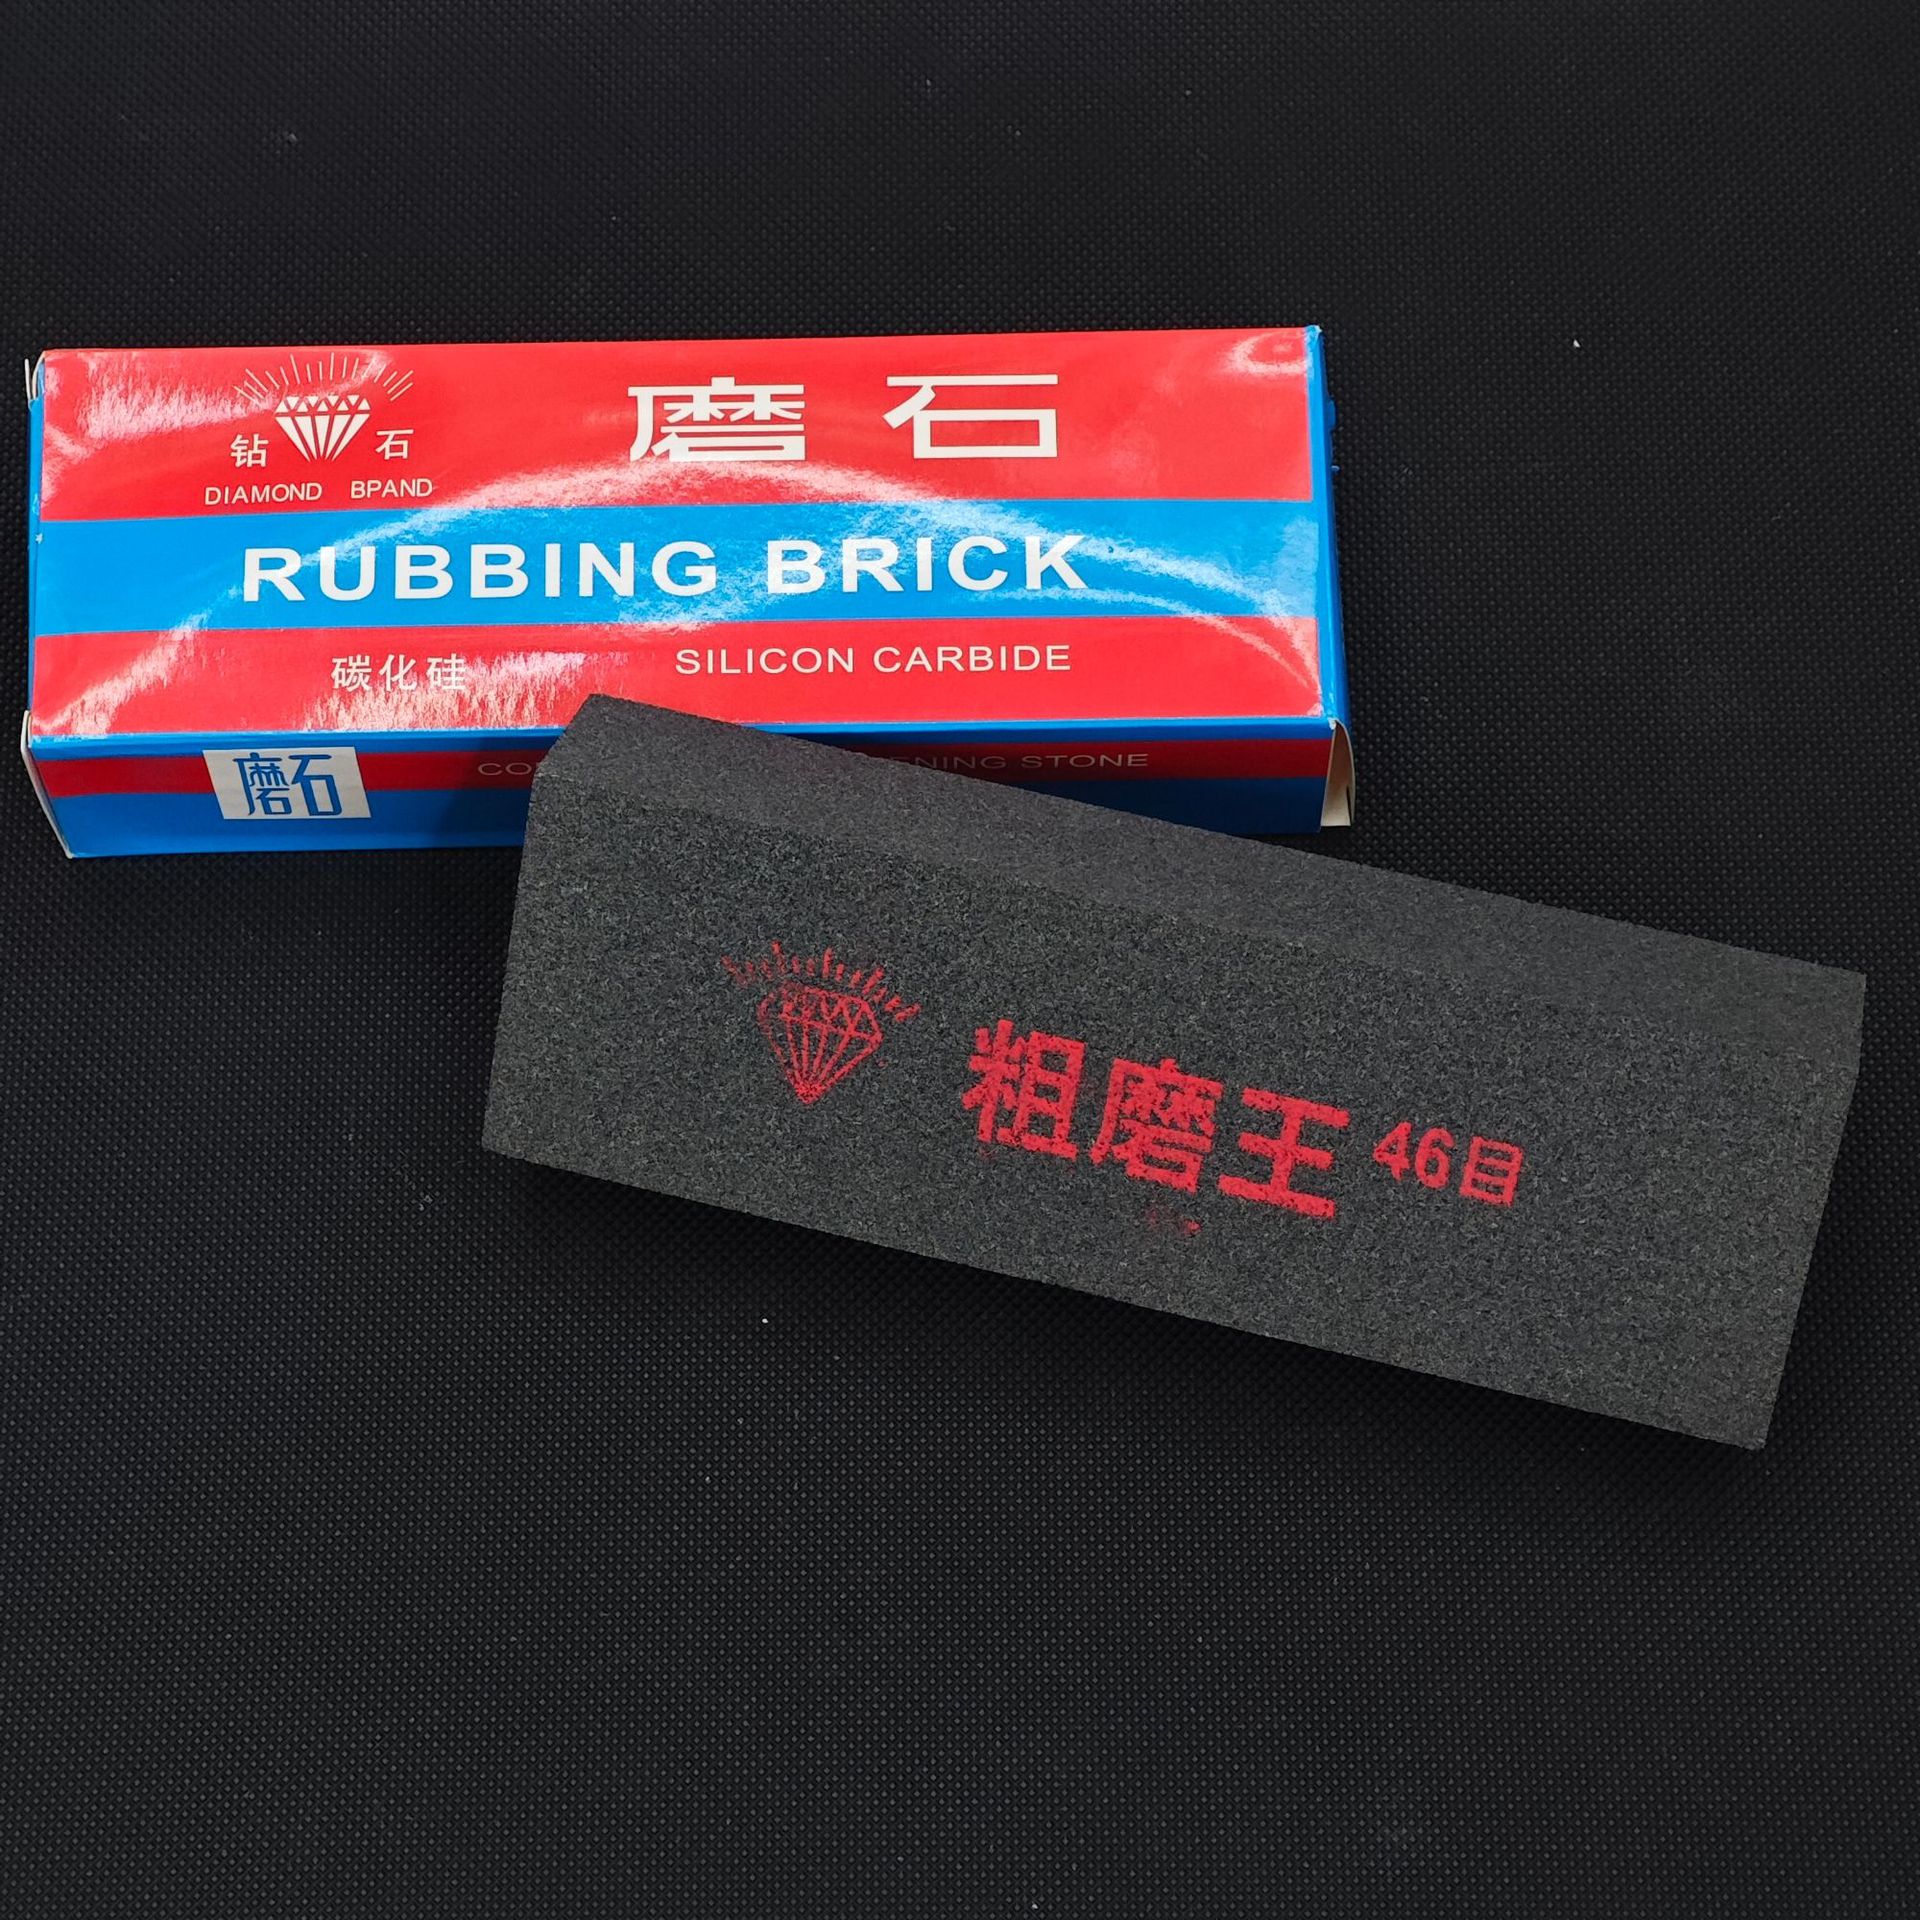 磨石
钻石
DIAMOND BPAND
RUBBING BRICK
碳化硅 SILICON CARBIDE
磨石
STONE
粗磨王 46目